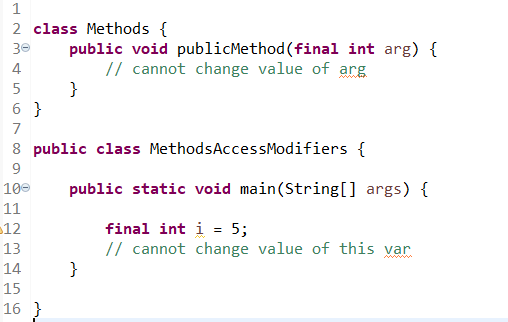 1
2 class Methods {
3 public void publicMethod(final int arg) {
4 // cannot change value of arg
5 }
6 }
7
8 public class MethodsAccessModifiers {
9
10 public static void main(String[] args) {
11
12 final int i = 5;
13 // cannot change value of this var
14 }
15
16 }